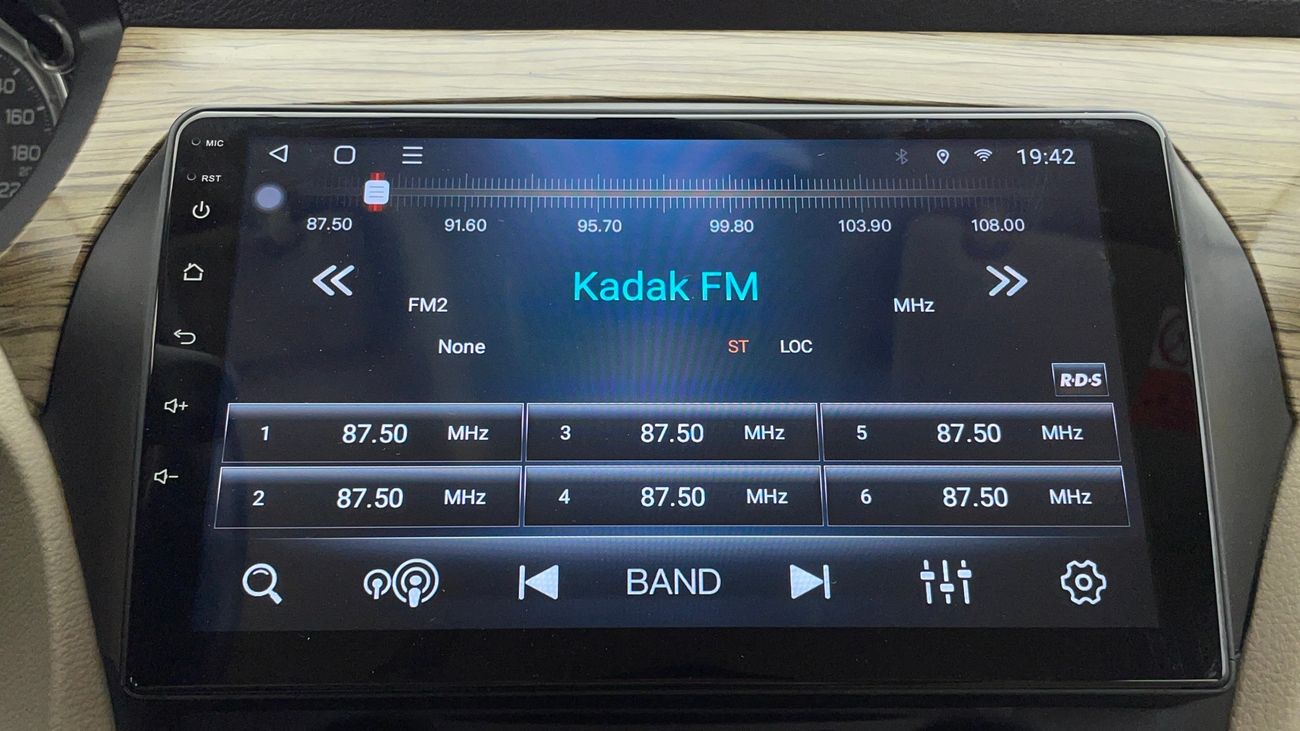 MIC
19:42
RST
87.50 91.60 95.70 99.80 103.90 108.00
Kadak FM
FM2 MHz
None ST LOC
R·D·S
1 87.50 MHz 3 87.50 MHz 5 87.50 MHz
2 87.50 MHz 4 87.50 MHz 6 87.50 MHz
BAND
160
180